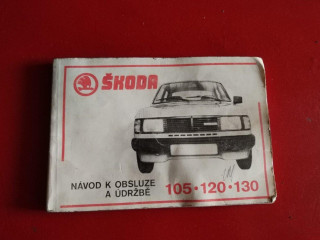 ŠKODA
NÁVOD K OBSLUZE
A ÚDRŽBĚ
105 • 120 • 130